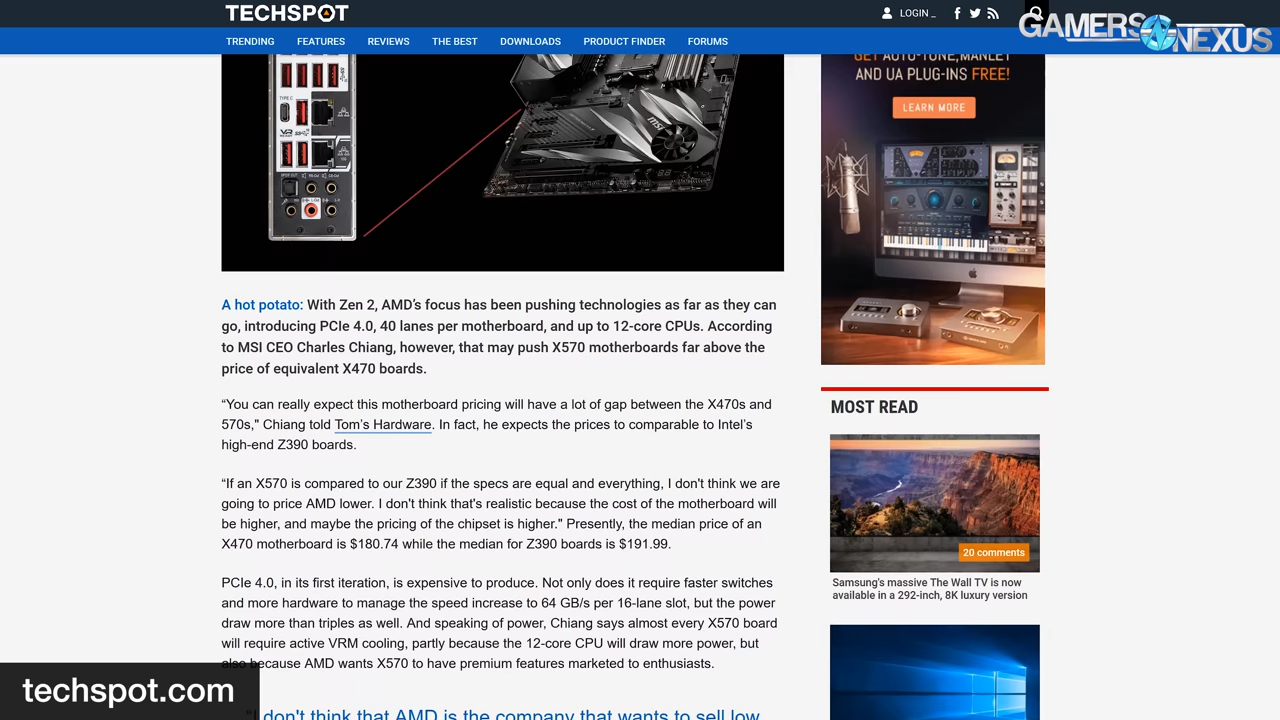 TECHSPOT
LOGIN _
GAMERS NEXUS
TRENDING FEATURES REVIEWS THE BEST DOWNLOADS PRODUCT FINDER FORUMS
GET AUTO-TUNE, MANLEY
AND UA PLUG-INS FREE!
LEARN MORE
TYPE C
VR
READY
msi
A hot potato: With Zen 2, AMD's focus has been pushing technologies as far as they can
go, introducing PCIe 4.0, 40 lanes per motherboard, and up to 12-core CPUs. According
to MSI CEO Charles Chiang, however, that may push X570 motherboards far above the
price of equivalent X470 boards.
“You can really expect this motherboard pricing will have a lot of gap between the X470s and
570s," Chiang told Tom's Hardware. In fact, he expects the prices to comparable to Intel's
high-end Z390 boards.
“If an X570 is compared to our Z390 if the specs are equal and everything, I don't think we are
going to price AMD lower. I don't think that's realistic because the cost of the motherboard will
be higher, and maybe the pricing of the chipset is higher." Presently, the median price of an
X470 motherboard is $180.74 while the median for Z390 boards is $191.99.
PCIe 4.0, in its first iteration, is expensive to produce. Not only does it require faster switches
and more hardware to manage the speed increase to 64 GB/s per 16-lane slot, but the power
draw more than triples as well. And speaking of power, Chiang says almost every X570 board
will require active VRM cooling, partly because the 12-core CPU will draw more power, but
also because AMD wants X570 to have premium features marketed to enthusiasts.
“I don't think that AMD is the company that wants to sell low
MOST READ
20 comments
Samsung's massive The Wall TV is now
available in a 292-inch, 8K luxury version
techspot.com